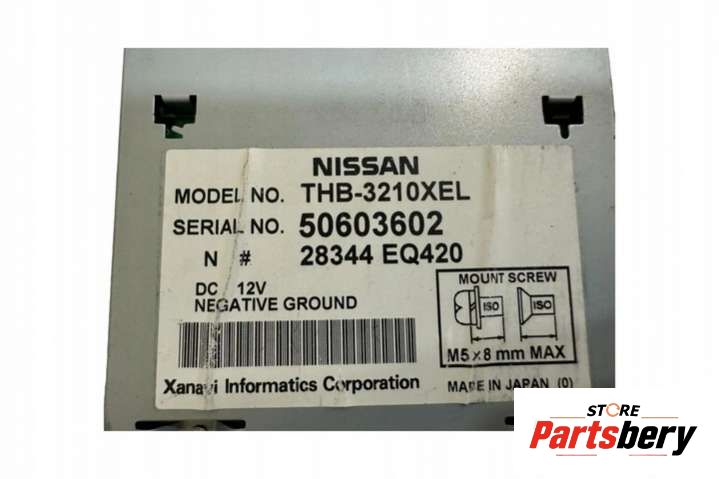 NISSAN
MODEL NO. THB-3210XEL
SERIAL NO. 50603602
N # 28344 EQ420
DC 12V
NEGATIVE GROUND
MOUNT SCREW
ISO ISO
M5×8 mm MAX
Xanavi Informatics Corporation
MADE IN JAPAN (0)
STORE
Partsbery